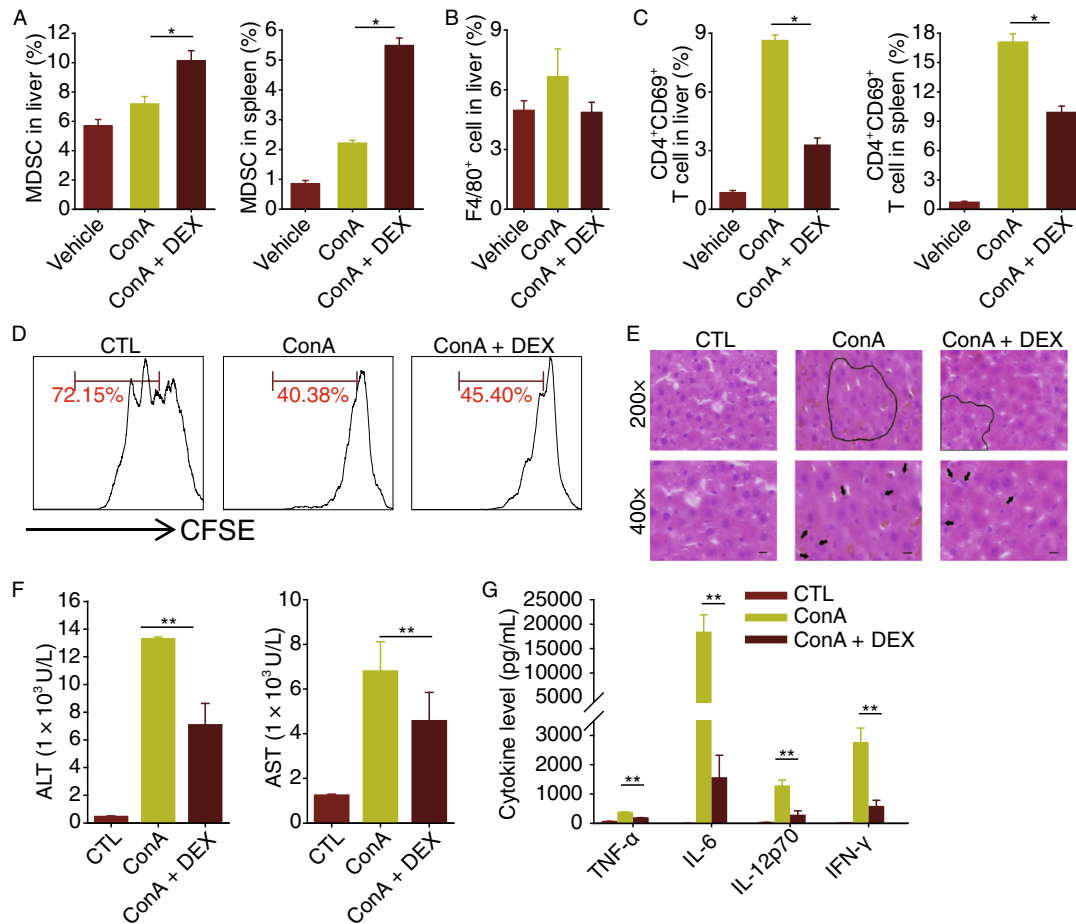 A
MDSC in liver (%)
12
10
8
6
4
2
0
*
Vehicle
ConA
ConA + DEX
MDSC in spleen (%)
6
5
4
3
2
1
0
*
Vehicle
ConA
ConA + DEX
B
F4/80⁺ cell in liver (%)
9
6
3
0
Vehicle
ConA
ConA + DEX
C
CD4⁺CD69⁺
T cell in liver (%)
9
6
3
0
*
Vehicle
ConA
ConA + DEX
CD4⁺CD69⁺
T cell in spleen (%)
18
15
12
9
6
3
0
*
Vehicle
ConA
ConA + DEX
D
CTL
72.15%
ConA
40.38%
ConA + DEX
45.40%
CFSE
E
CTL
ConA
ConA + DEX
200×
400×
F
ALT (1 × 10³ U/L)
16
14
12
10
8
6
4
2
0
**
CTL
ConA
ConA + DEX
AST (1 × 10³ U/L)
10
8
6
4
2
0
**
CTL
ConA
ConA + DEX
G
CTL
ConA
ConA + DEX
Cytokine level (pg/mL)
25000
20000
15000
10000
5000
3000
2000
1000
0
**
**
**
**
TNF-α
IL-6
IL-12p70
IFN-γ